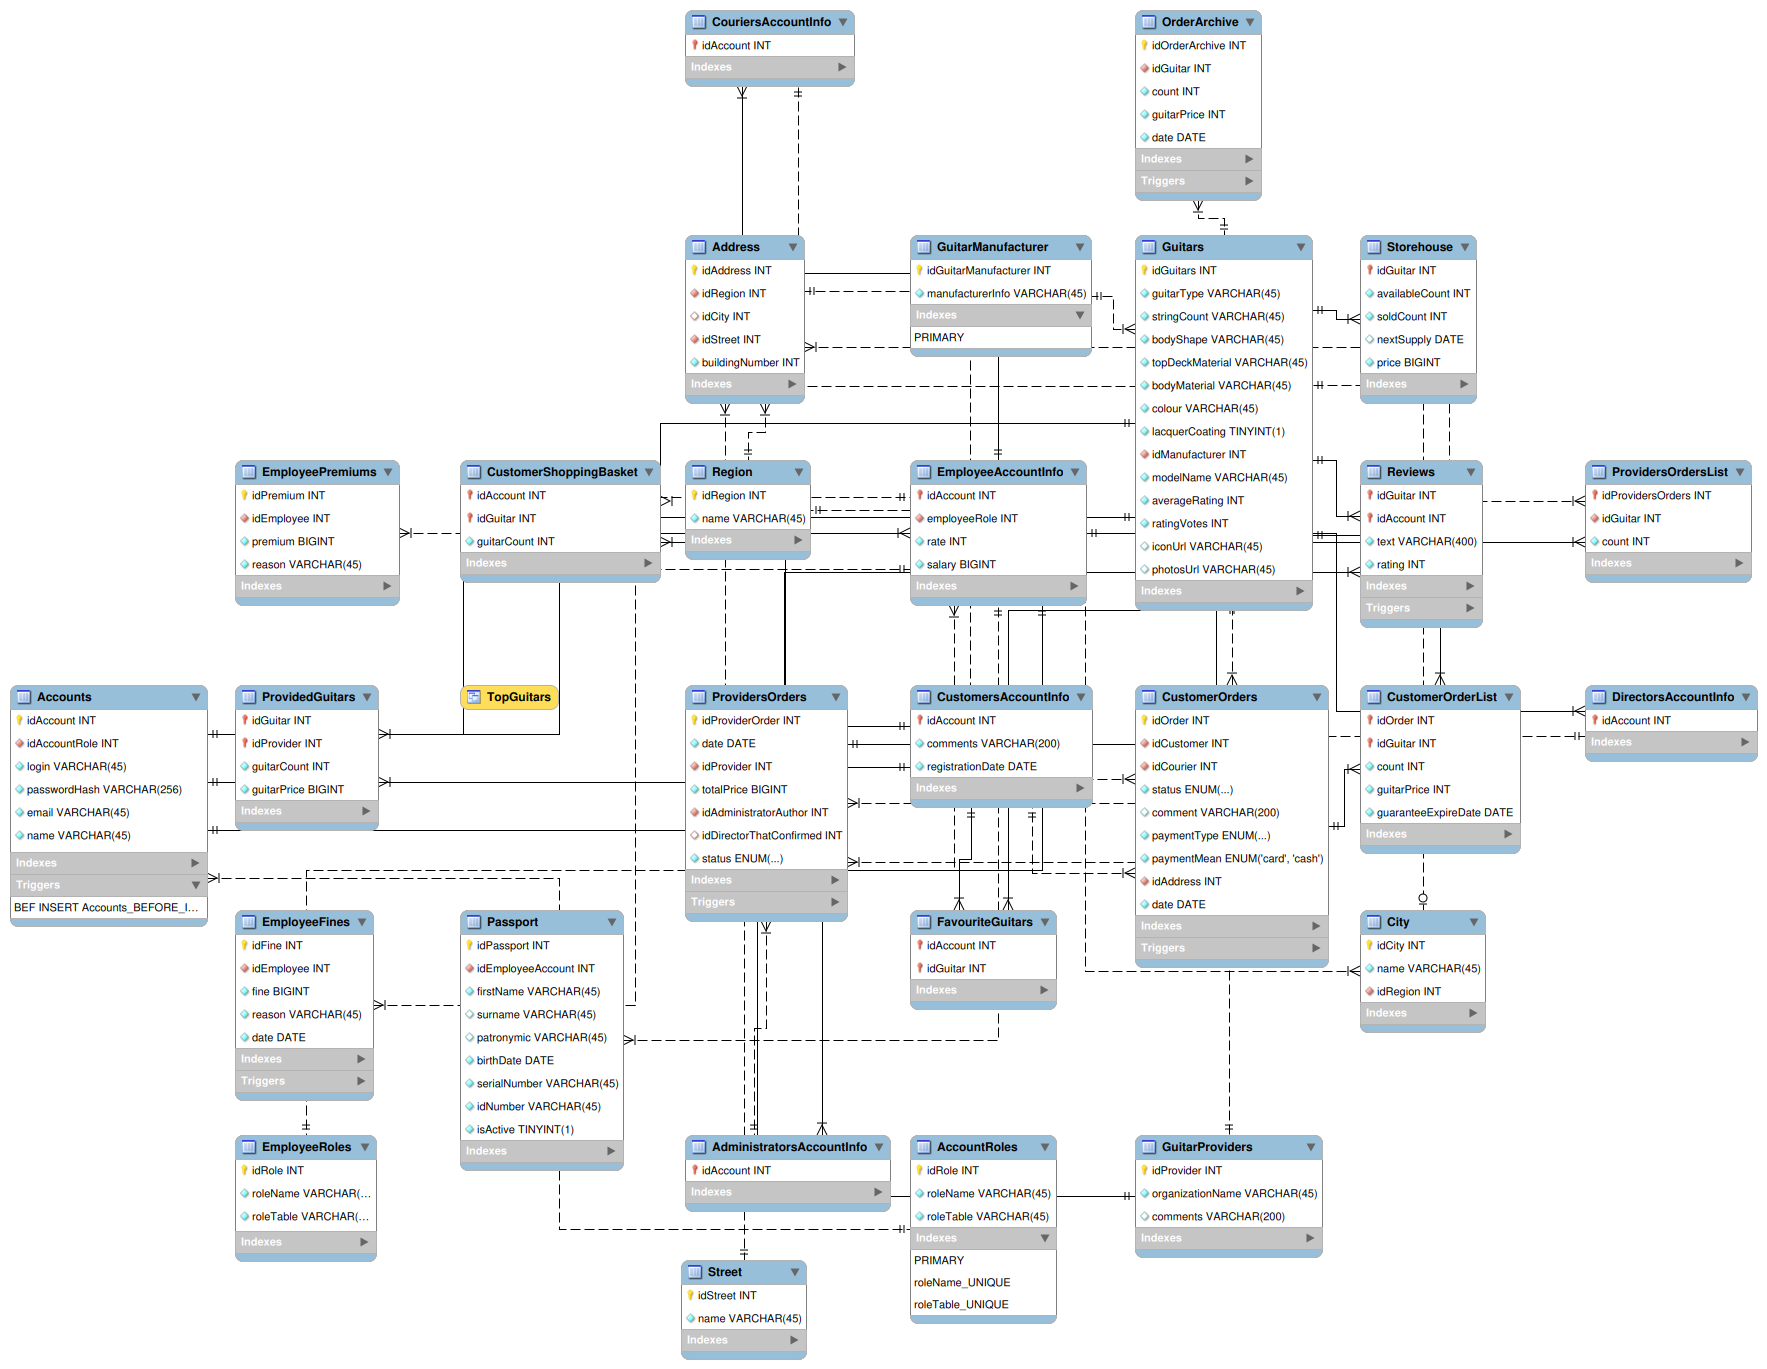 CouriersAccountInfo
idAccount INT
Indexes
OrderArchive
idOrderArchive INT
idGuitar INT
count INT
guitarPrice INT
date DATE
Indexes
Triggers
Address
idAddress INT
idRegion INT
idCity INT
idStreet INT
buildingNumber INT
Indexes
GuitarManufacturer
idGuitarManufacturer INT
manufacturerInfo VARCHAR(45)
Indexes
PRIMARY
Guitars
idGuitars INT
guitarType VARCHAR(45)
stringCount VARCHAR(45)
bodyShape VARCHAR(45)
topDeckMaterial VARCHAR(45)
bodyMaterial VARCHAR(45)
colour VARCHAR(45)
lacquerCoating TINYINT(1)
idManufacturer INT
modelName VARCHAR(45)
averageRating INT
ratingVotes INT
iconUrl VARCHAR(45)
photosUrl VARCHAR(45)
Indexes
Storehouse
idGuitar INT
availableCount INT
soldCount INT
nextSupply DATE
price BIGINT
Indexes
EmployeePremiums
idPremium INT
idEmployee INT
premium BIGINT
reason VARCHAR(45)
Indexes
CustomerShoppingBasket
idAccount INT
idGuitar INT
guitarCount INT
Indexes
Region
idRegion INT
name VARCHAR(45)
Indexes
EmployeeAccountInfo
idAccount INT
employeeRole INT
rate INT
salary BIGINT
Indexes
Reviews
idGuitar INT
idAccount INT
text VARCHAR(400)
rating INT
Indexes
Triggers
ProvidersOrdersList
idProvidersOrders INT
idGuitar INT
count INT
Indexes
Accounts
idAccount INT
idAccountRole INT
login VARCHAR(45)
passwordHash VARCHAR(256)
email VARCHAR(45)
name VARCHAR(45)
Indexes
Triggers
BEF INSERT Accounts_BEFORE_I...
ProvidedGuitars
idGuitar INT
idProvider INT
guitarCount INT
guitarPrice BIGINT
Indexes
TopGuitars
ProvidersOrders
idProviderOrder INT
date DATE
idProvider INT
totalPrice BIGINT
idAdministratorAuthor INT
idDirectorThatConfirmed INT
status ENUM(...)
Indexes
Triggers
CustomersAccountInfo
idAccount INT
comments VARCHAR(200)
registrationDate DATE
Indexes
CustomerOrders
idOrder INT
idCustomer INT
idCourier INT
status ENUM(...)
comment VARCHAR(200)
paymentType ENUM(...)
paymentMean ENUM('card', 'cash')
idAddress INT
date DATE
Indexes
Triggers
CustomerOrderList
idOrder INT
idGuitar INT
count INT
guitarPrice INT
guaranteeExpireDate DATE
Indexes
DirectorsAccountInfo
idAccount INT
Indexes
EmployeeFines
idFine INT
idEmployee INT
fine BIGINT
reason VARCHAR(45)
date DATE
Indexes
Triggers
Passport
idPassport INT
idEmployeeAccount INT
firstName VARCHAR(45)
surname VARCHAR(45)
patronymic VARCHAR(45)
birthDate DATE
serialNumber VARCHAR(45)
idNumber VARCHAR(45)
isActive TINYINT(1)
Indexes
FavouriteGuitars
idAccount INT
idGuitar INT
Indexes
City
idCity INT
name VARCHAR(45)
idRegion INT
Indexes
EmployeeRoles
idRole INT
roleName VARCHAR(...
roleTable VARCHAR(...
Indexes
AdministratorsAccountInfo
idAccount INT
Indexes
AccountRoles
idRole INT
roleName VARCHAR(45)
roleTable VARCHAR(45)
Indexes
PRIMARY
roleName_UNIQUE
roleTable_UNIQUE
GuitarProviders
idProvider INT
organizationName VARCHAR(45)
comments VARCHAR(200)
Indexes
Street
idStreet INT
name VARCHAR(45)
Indexes